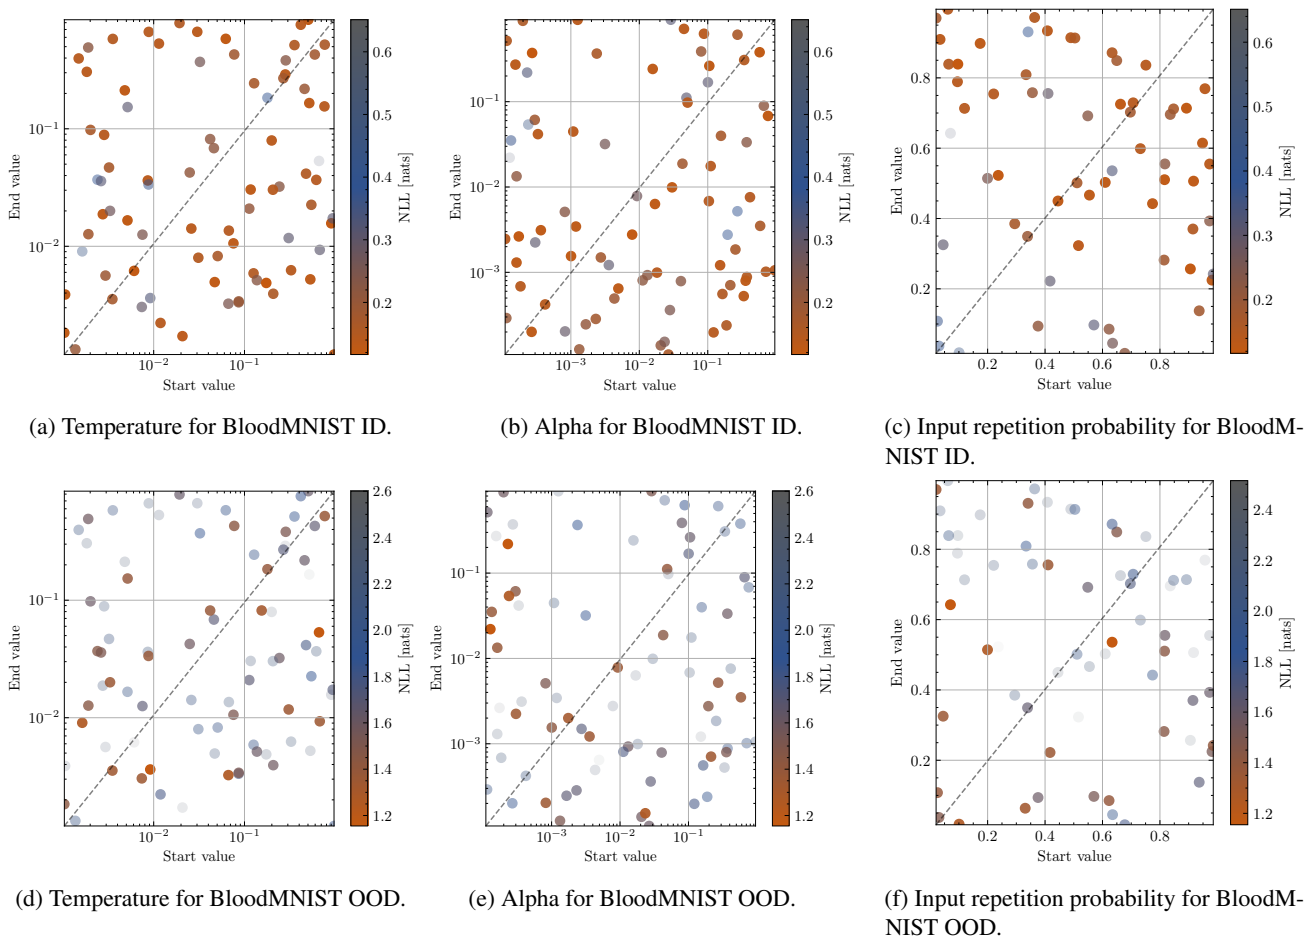 10⁻¹
10⁻²
End value
10⁻² 10⁻¹
Start value
0.6
0.5
0.4
0.3
0.2
NLL [nats]
(a) Temperature for BloodMNIST ID.
10⁻¹
10⁻²
10⁻³
End value
10⁻³ 10⁻² 10⁻¹
Start value
0.6
0.5
0.4
0.3
0.2
NLL [nats]
(b) Alpha for BloodMNIST ID.
0.8
0.6
0.4
0.2
End value
0.2 0.4 0.6 0.8
Start value
0.6
0.5
0.4
0.3
0.2
NLL [nats]
(c) Input repetition probability for BloodM-
NIST ID.
10⁻¹
10⁻²
End value
10⁻² 10⁻¹
Start value
2.6
2.4
2.2
2.0
1.8
1.6
1.4
1.2
NLL [nats]
(d) Temperature for BloodMNIST OOD.
10⁻¹
10⁻²
10⁻³
End value
10⁻³ 10⁻² 10⁻¹
Start value
2.6
2.4
2.2
2.0
1.8
1.6
1.4
1.2
NLL [nats]
(e) Alpha for BloodMNIST OOD.
0.8
0.6
0.4
0.2
End value
0.2 0.4 0.6 0.8
Start value
2.4
2.2
2.0
1.8
1.6
1.4
1.2
NLL [nats]
(f) Input repetition probability for BloodM-
NIST OOD.